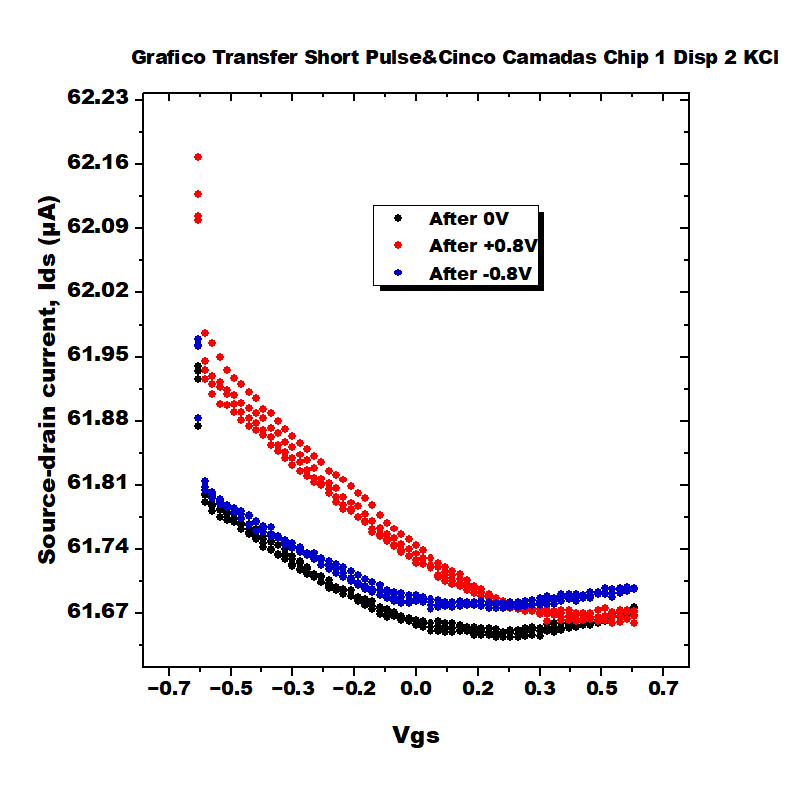 Grafico Transfer Short Pulse&Cinco Camadas Chip 1 Disp 2 KCl
62.23
62.16
62.09
62.02
61.95
61.88
61.81
61.74
61.67
Source-drain current, Ids (µA)
After 0V
After +0.8V
After -0.8V
−0.7 −0.5 −0.3 −0.2 0.0 0.2 0.3 0.5 0.7
Vgs